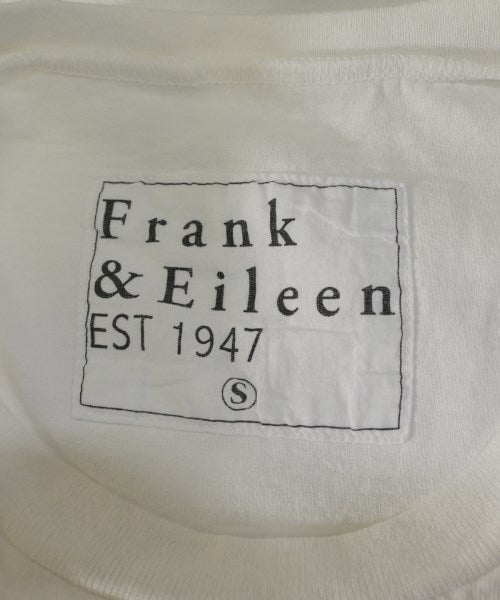 Frank
& Eileen
EST 1947
S